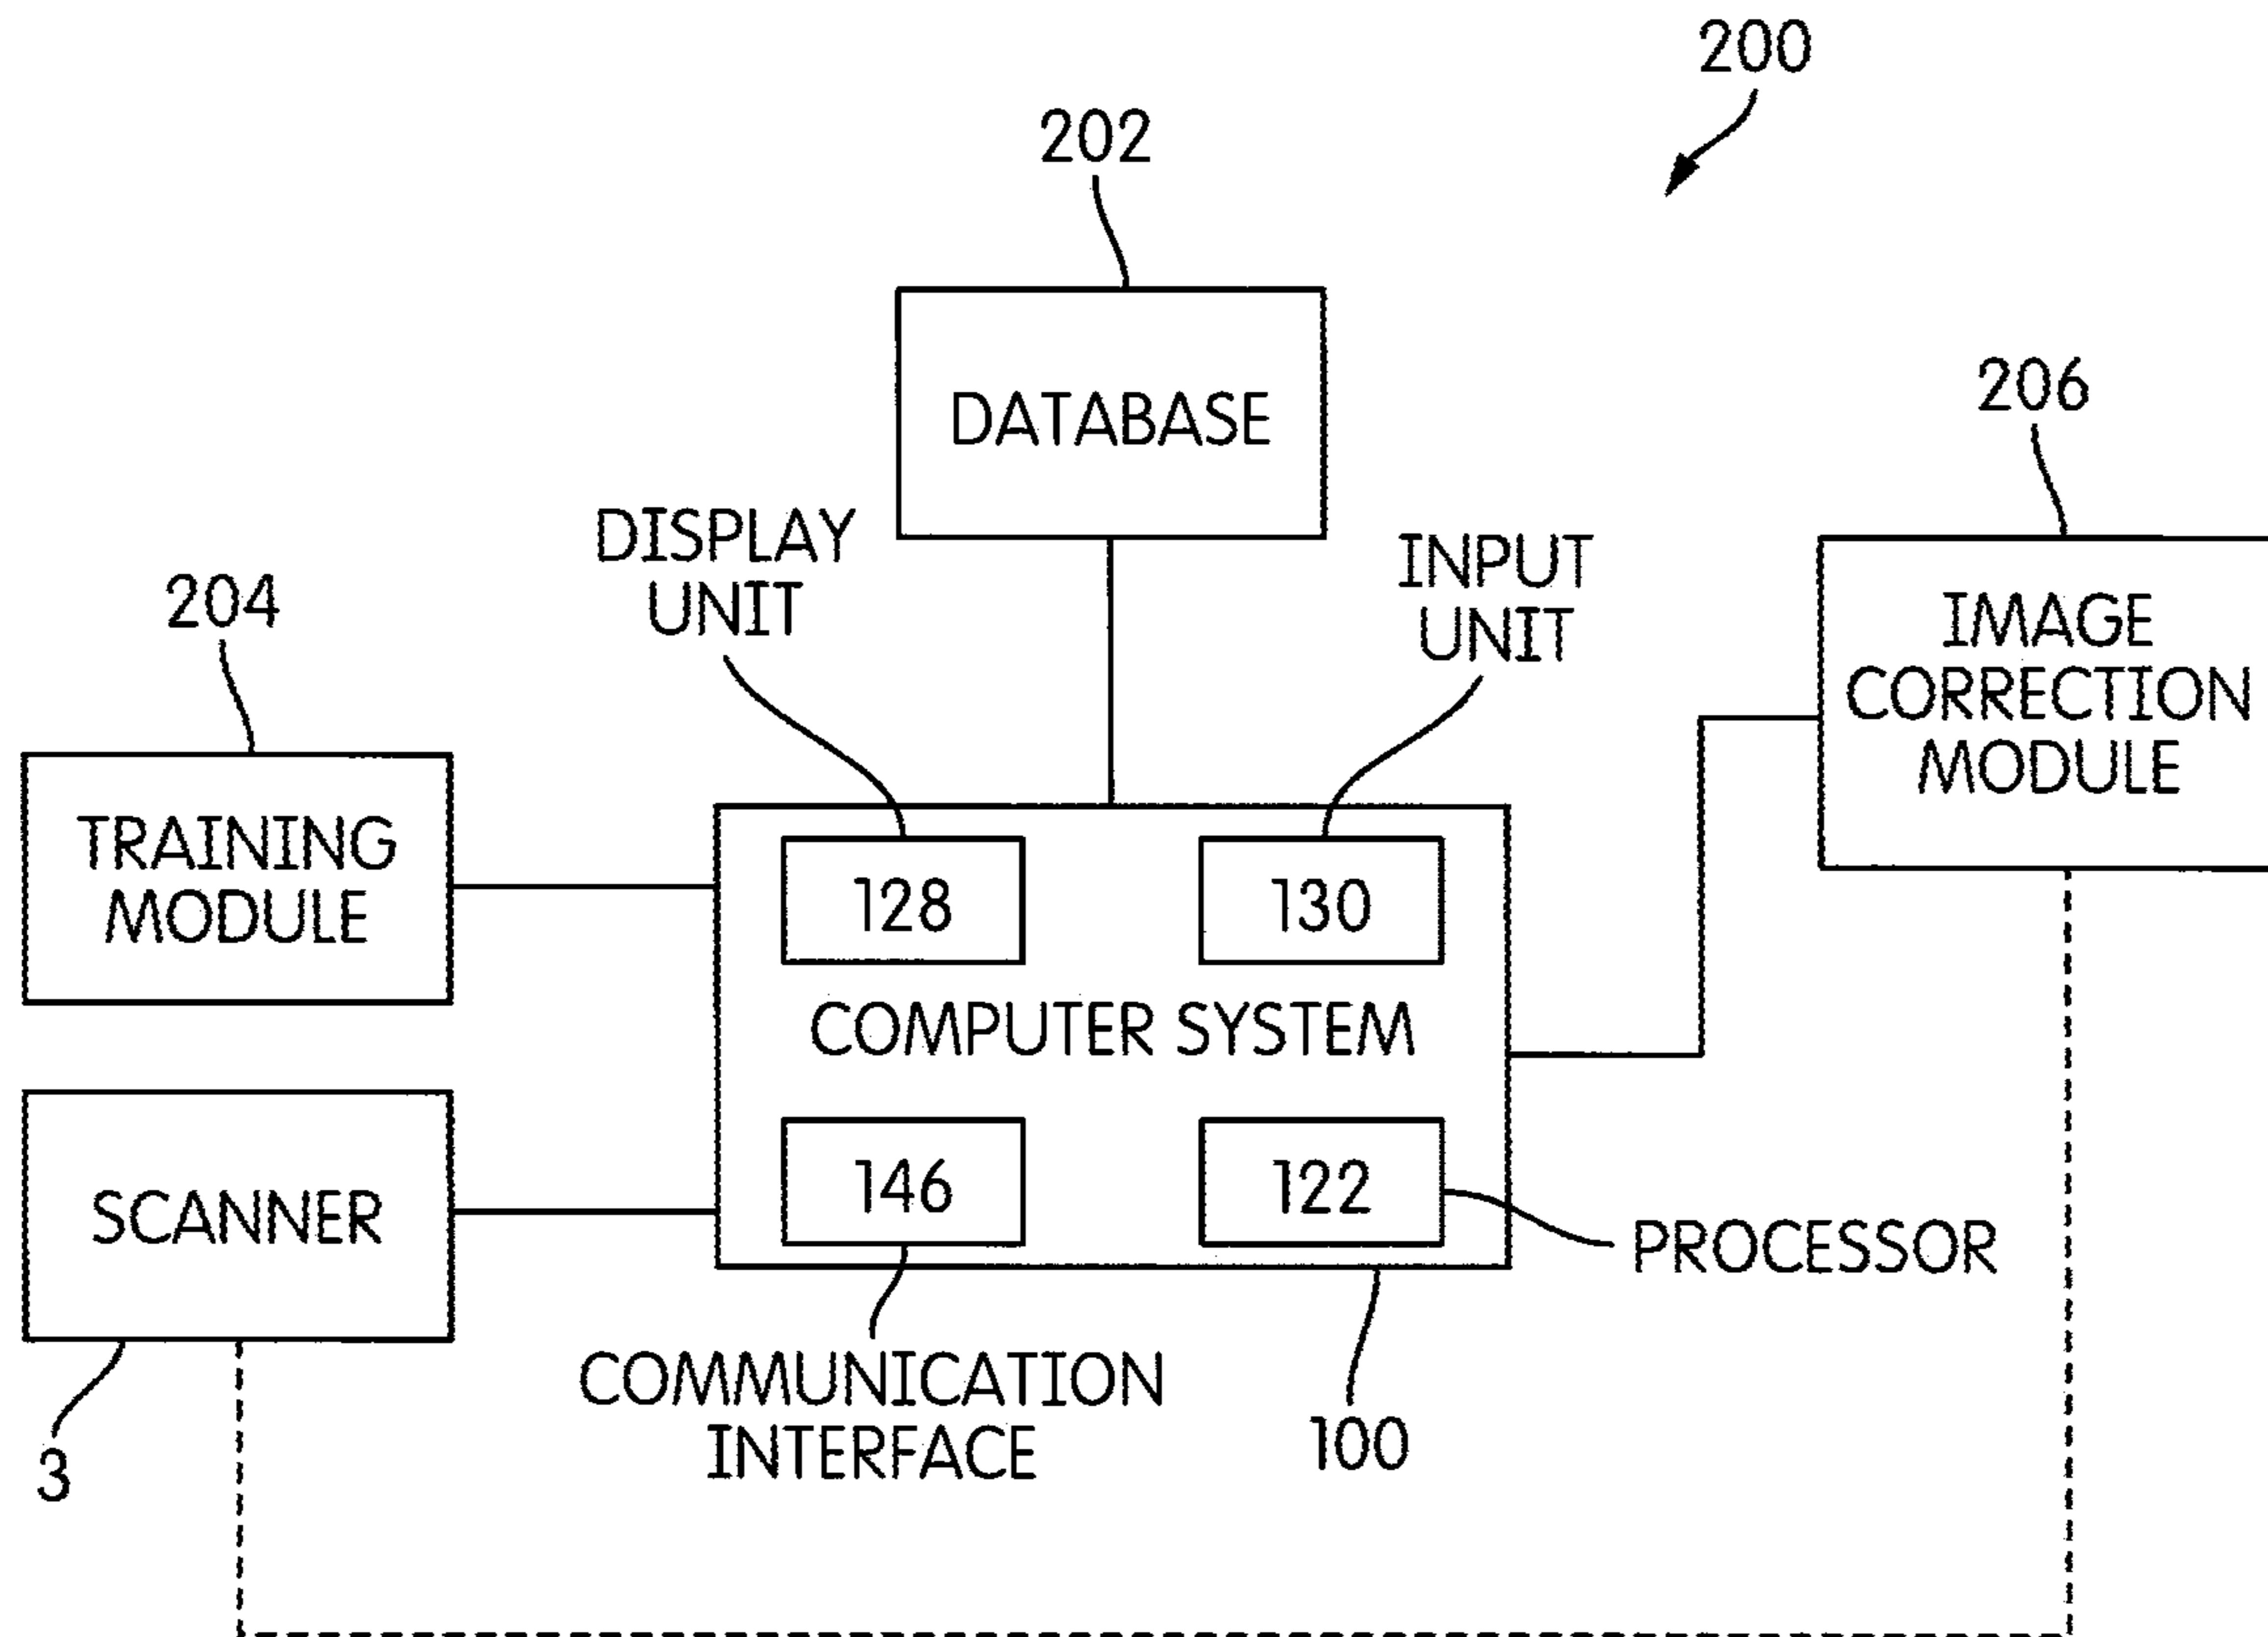 200
202
DATABASE
206
DISPLAY
UNIT
INPUT
UNIT
IMAGE
CORRECTION
MODULE
204
TRAINING
MODULE
128
130
COMPUTER SYSTEM
SCANNER
146
122
PROCESSOR
COMMUNICATION
INTERFACE
100
3